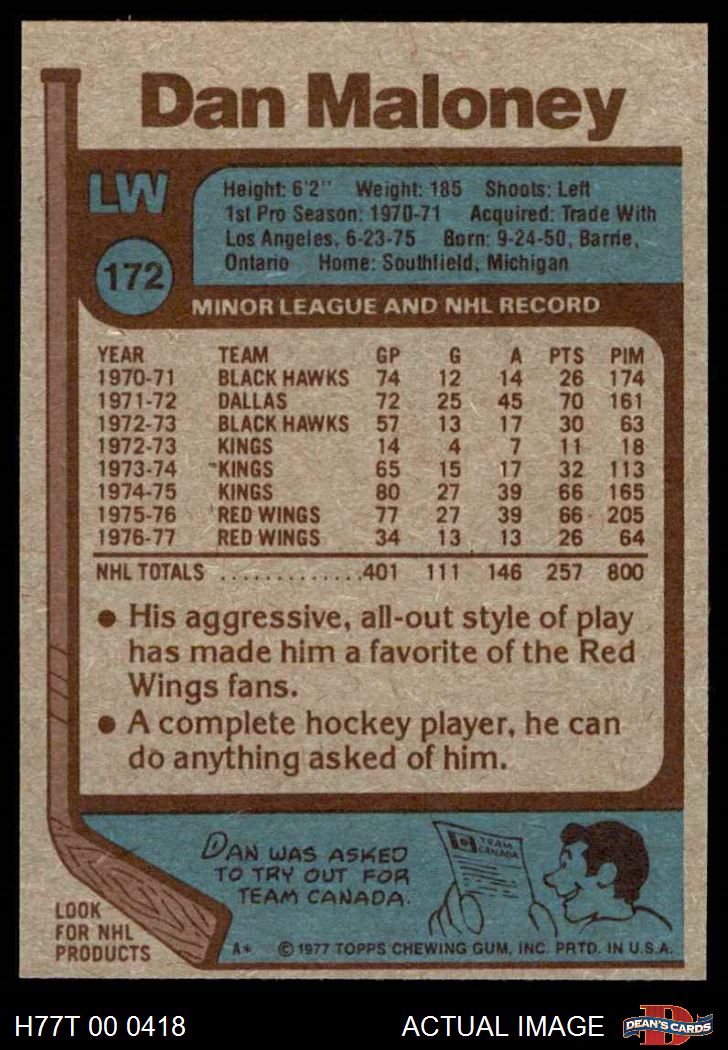 Dan Maloney
LW
Height: 6'2" Weight: 185 Shoots: Left
1st Pro Season: 1970-71 Acquired: Trade With
Los Angeles, 6-23-75 Born: 9-24-50, Barrie,
Ontario Home: Southfield, Michigan
172
MINOR LEAGUE AND NHL RECORD
YEAR TEAM GP G A PTS PIM
1970-71 BLACK HAWKS 74 12 14 26 174
1971-72 DALLAS 72 25 45 70 161
1972-73 BLACK HAWKS 57 13 17 30 63
1972-73 KINGS 14 4 7 11 18
1973-74 KINGS 65 15 17 32 113
1974-75 KINGS 80 27 39 66 165
1975-76 RED WINGS 77 27 39 66 205
1976-77 RED WINGS 34 13 13 26 64
NHL TOTALS .............401 111 146 257 800
● His aggressive, all-out style of play
has made him a favorite of the Red
Wings fans.
● A complete hockey player, he can
do anything asked of him.
DAN WAS ASKED
TO TRY OUT FOR
TEAM CANADA.
TEAM
CANADA
LOOK
FOR NHL
PRODUCTS
A* © 1977 TOPPS CHEWING GUM, INC. PRTD. IN U.S.A.
H77T 00 0418 ACTUAL IMAGE
D
DEAN'S CARDS